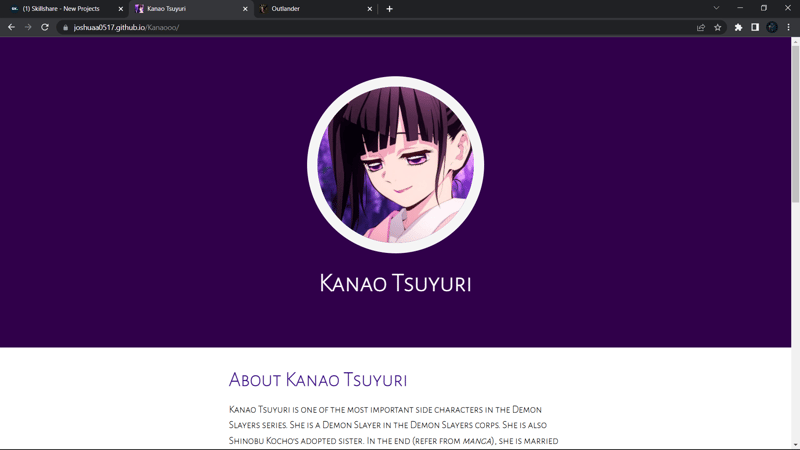 (1) Skillshare - New Projects
Kanao Tsuyuri
Outlander
joshuaa0517.github.io/Kanaooo/
Kanao Tsuyuri
About Kanao Tsuyuri
Kanao Tsuyuri is one of the most important side characters in the Demon
Slayers series. She is a Demon Slayer in the Demon Slayers corps. She is also
Shinobu Kocho's adopted sister. In the end (refer from manga), she is married